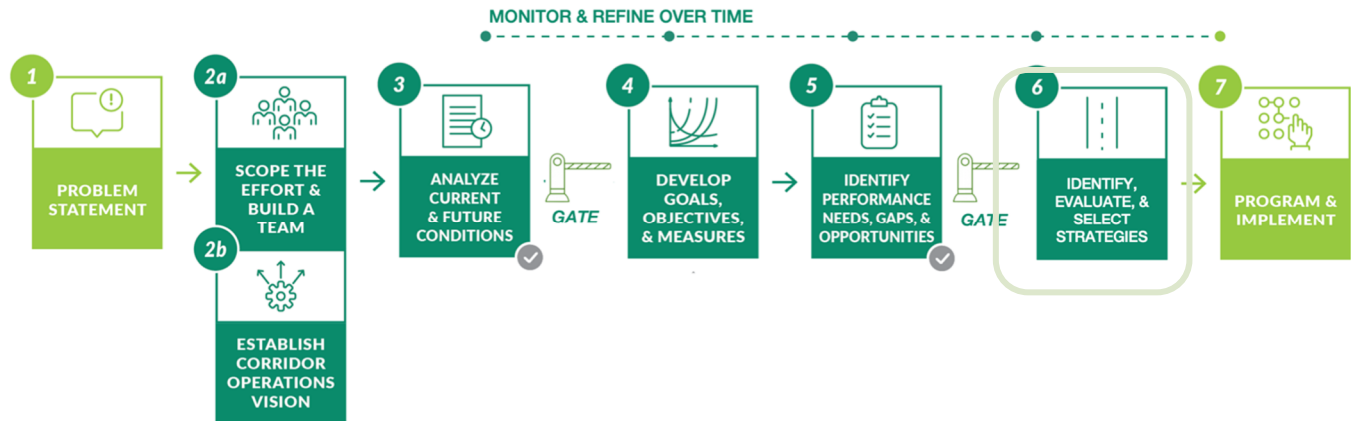 MONITOR & REFINE OVER TIME
1
PROBLEM
STATEMENT
2a
SCOPE THE
EFFORT &
BUILD A
TEAM
2b
ESTABLISH
CORRIDOR
OPERATIONS
VISION
3
ANALYZE
CURRENT
& FUTURE
CONDITIONS
GATE
4
DEVELOP
GOALS,
OBJECTIVES,
& MEASURES
5
IDENTIFY
PERFORMANCE
NEEDS, GAPS, &
OPPORTUNITIES
GATE
6
IDENTIFY,
EVALUATE, &
SELECT
STRATEGIES
7
PROGRAM &
IMPLEMENT